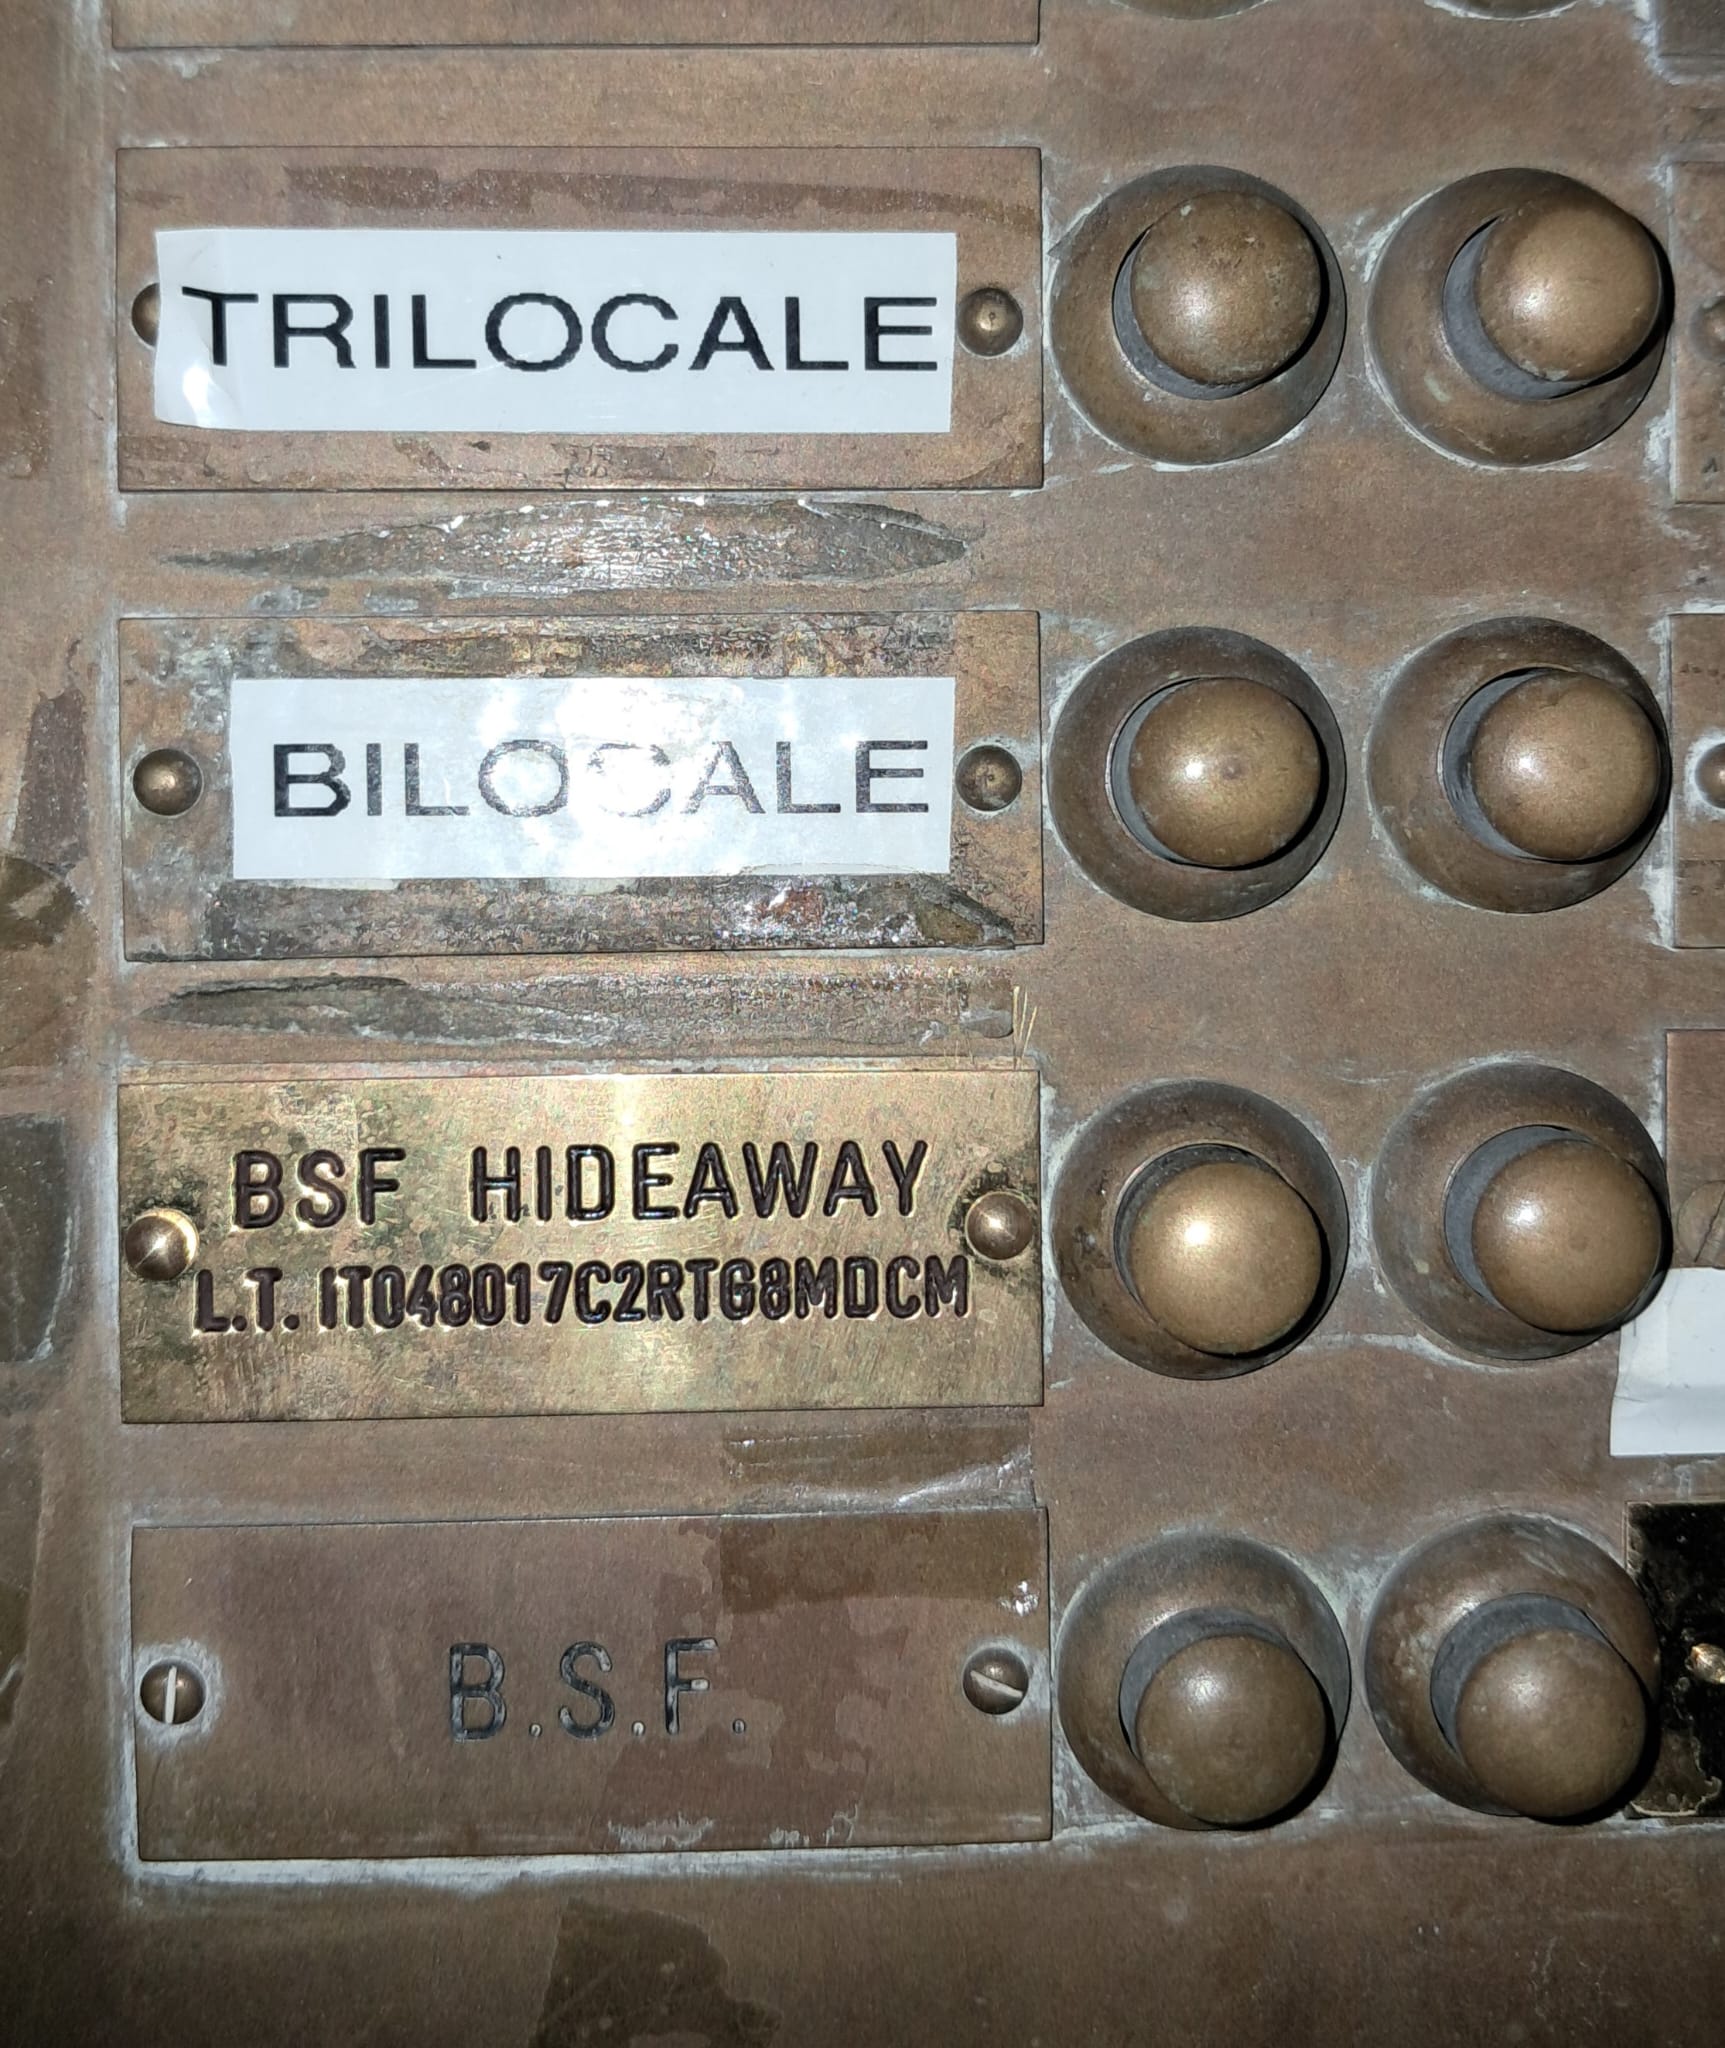 TRILOCALE
BILOCALE
BSF HIDEAWAY
L.T. IT048017C2RTG8MDCM
B.S.F.